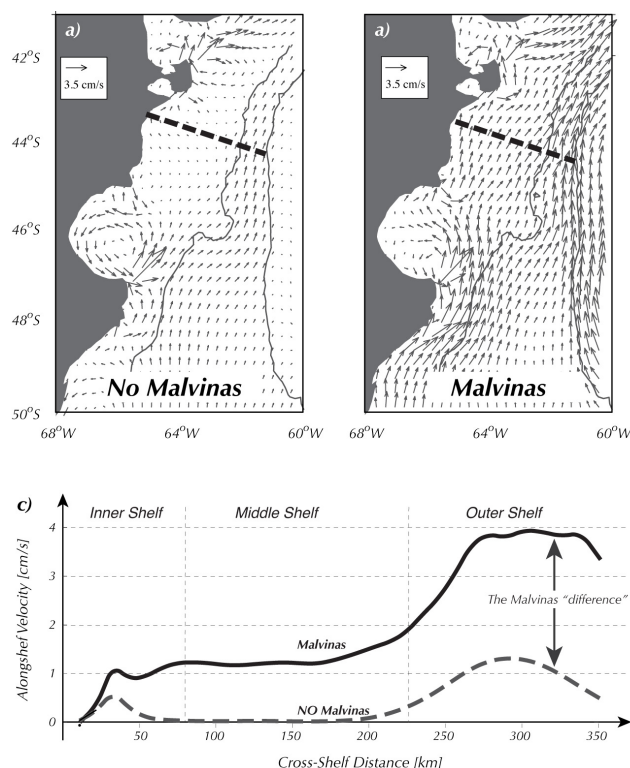 a)
42°S
3.5 cm/s
44°S
46°S
48°S
No Malvinas
50°S
68°W
64°W
60°W
a)
3.5 cm/s
Malvinas
68°W
64°W
60°W
c)
Inner Shelf
Middle Shelf
Outer Shelf
4
3
2
1
0
Alongshef Velocity [cm/s]
The Malvinas "difference"
Malvinas
NO Malvinas
50
100
150
200
250
300
350
Cross-Shelf Distance [km]